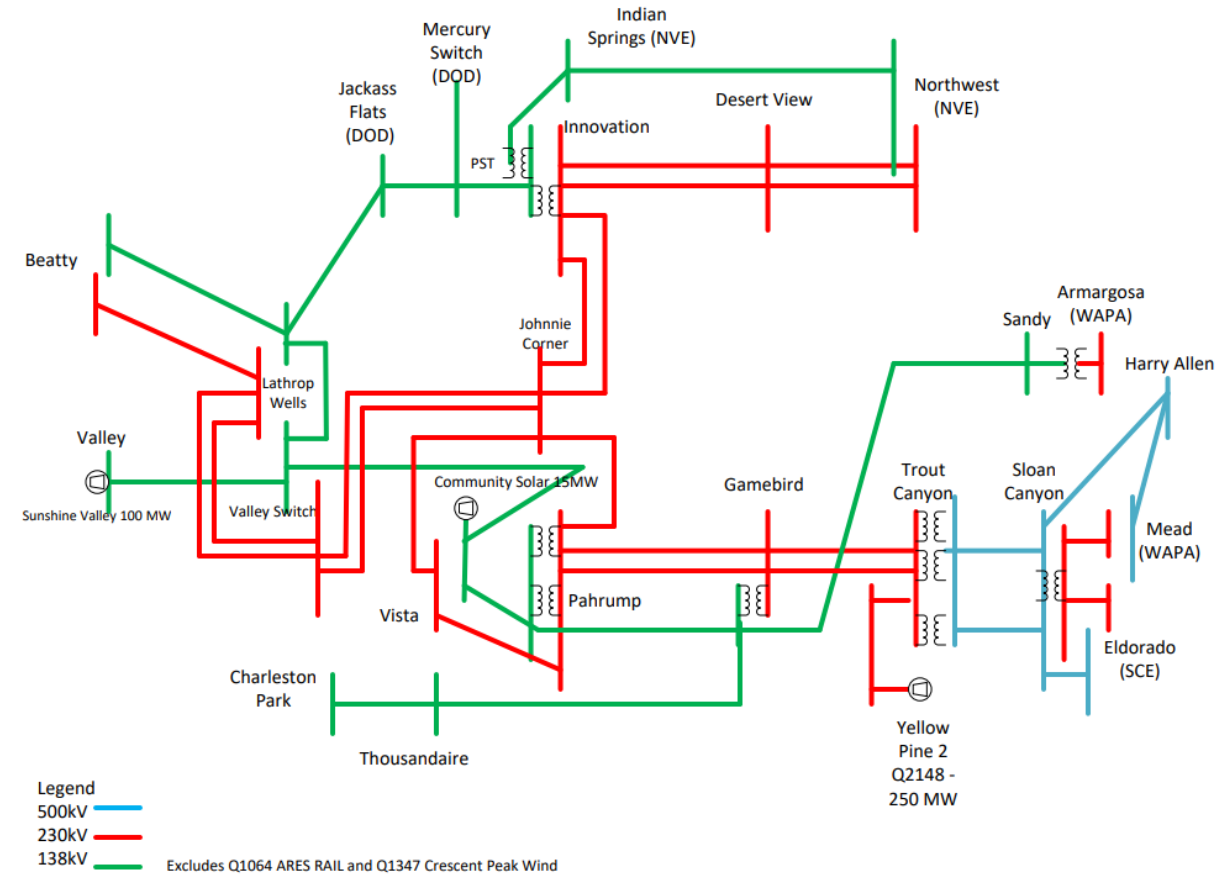 Indian
Springs (NVE)
Mercury
Switch
(DOD)
Jackass
Flats
(DOD)
Desert View
Northwest
(NVE)
Innovation
PST
Beatty
Johnnie
Corner
Armargosa
(WAPA)
Sandy
Harry Allen
Lathrop
Wells
Valley
Trout
Canyon
Sloan
Canyon
Community Solar 15MW
Gamebird
Sunshine Valley 100 MW
Valley Switch
Mead
(WAPA)
Vista
Pahrump
Eldorado
(SCE)
Charleston
Park
Thousandaire
Yellow
Pine 2
Q2148 -
250 MW
Legend
500kV
230kV
138kV
Excludes Q1064 ARES RAIL and Q1347 Crescent Peak Wind